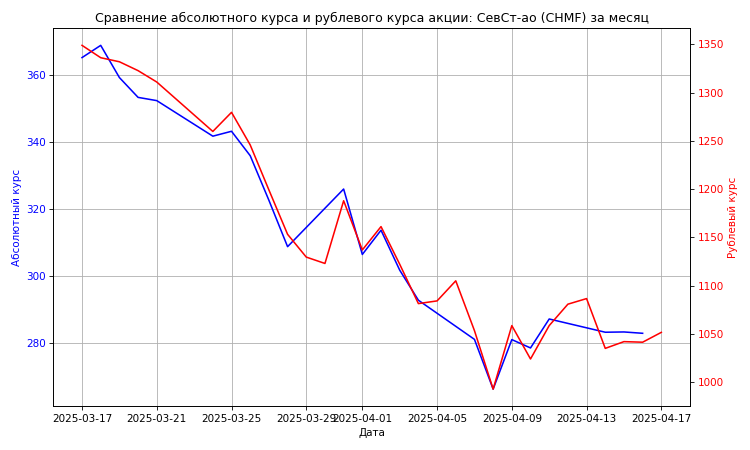 Сравнение абсолютного курса и рублевого курса акции: СевСт-ао (CHMF) за месяц
Абсолютный курс
360
340
320
300
280
1350
1300
1250
1200
1150
1100
1050
1000
Рублевый курс
2025-03-17 2025-03-21 2025-03-25 2025-03-29 2025-04-01 2025-04-05 2025-04-09 2025-04-13 2025-04-17
Дата